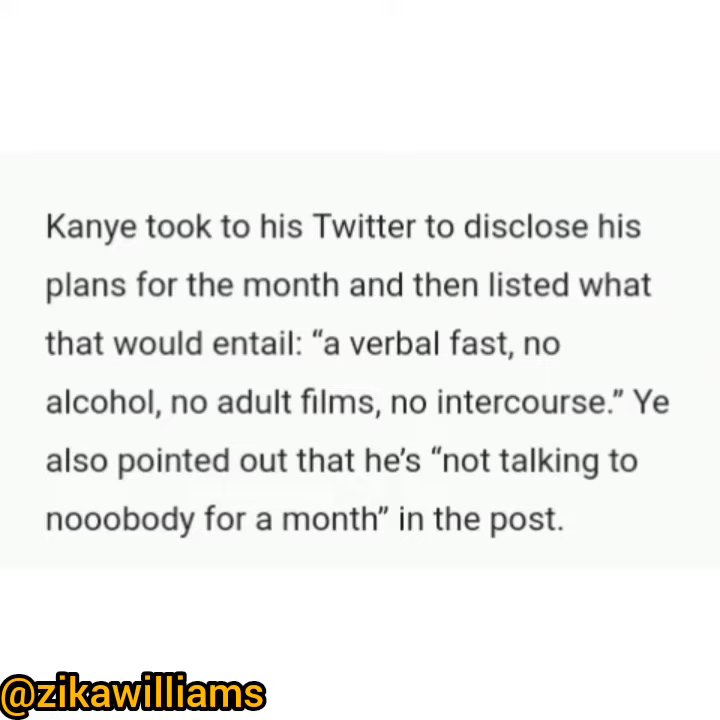 Kanye took to his Twitter to disclose his
plans for the month and then listed what
that would entail: “a verbal fast, no
alcohol, no adult films, no intercourse.” Ye
also pointed out that he’s “not talking to
nooobody for a month” in the post.
@zikawilliams